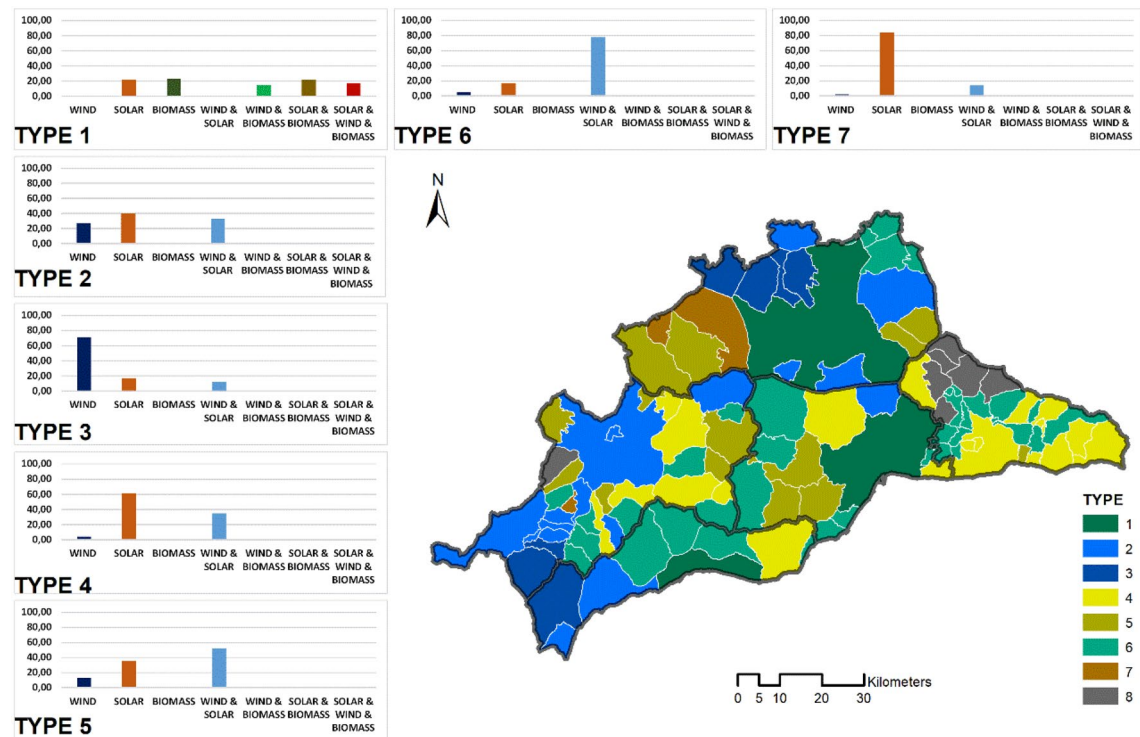 100,00
80,00
60,00
40,00
20,00
0,00
WIND SOLAR BIOMASS WIND & SOLAR WIND & BIOMASS SOLAR & BIOMASS SOLAR & WIND & BIOMASS
TYPE 1
100,00
80,00
60,00
40,00
20,00
0,00
WIND SOLAR BIOMASS WIND & SOLAR WIND & BIOMASS SOLAR & BIOMASS SOLAR & WIND & BIOMASS
TYPE 6
100,00
80,00
60,00
40,00
20,00
0,00
WIND SOLAR BIOMASS WIND & SOLAR WIND & BIOMASS SOLAR & BIOMASS SOLAR & WIND & BIOMASS
TYPE 7
100,00
80,00
60,00
40,00
20,00
0,00
WIND SOLAR BIOMASS WIND & SOLAR WIND & BIOMASS SOLAR & BIOMASS SOLAR & WIND & BIOMASS
TYPE 2
100,00
80,00
60,00
40,00
20,00
0,00
WIND SOLAR BIOMASS WIND & SOLAR WIND & BIOMASS SOLAR & BIOMASS SOLAR & WIND & BIOMASS
TYPE 3
100,00
80,00
60,00
40,00
20,00
0,00
WIND SOLAR BIOMASS WIND & SOLAR WIND & BIOMASS SOLAR & BIOMASS SOLAR & WIND & BIOMASS
TYPE 4
100,00
80,00
60,00
40,00
20,00
0,00
WIND SOLAR BIOMASS WIND & SOLAR WIND & BIOMASS SOLAR & BIOMASS SOLAR & WIND & BIOMASS
TYPE 5
N
TYPE
1
2
3
4
5
6
7
8
Kilometers
0 5 10 20 30